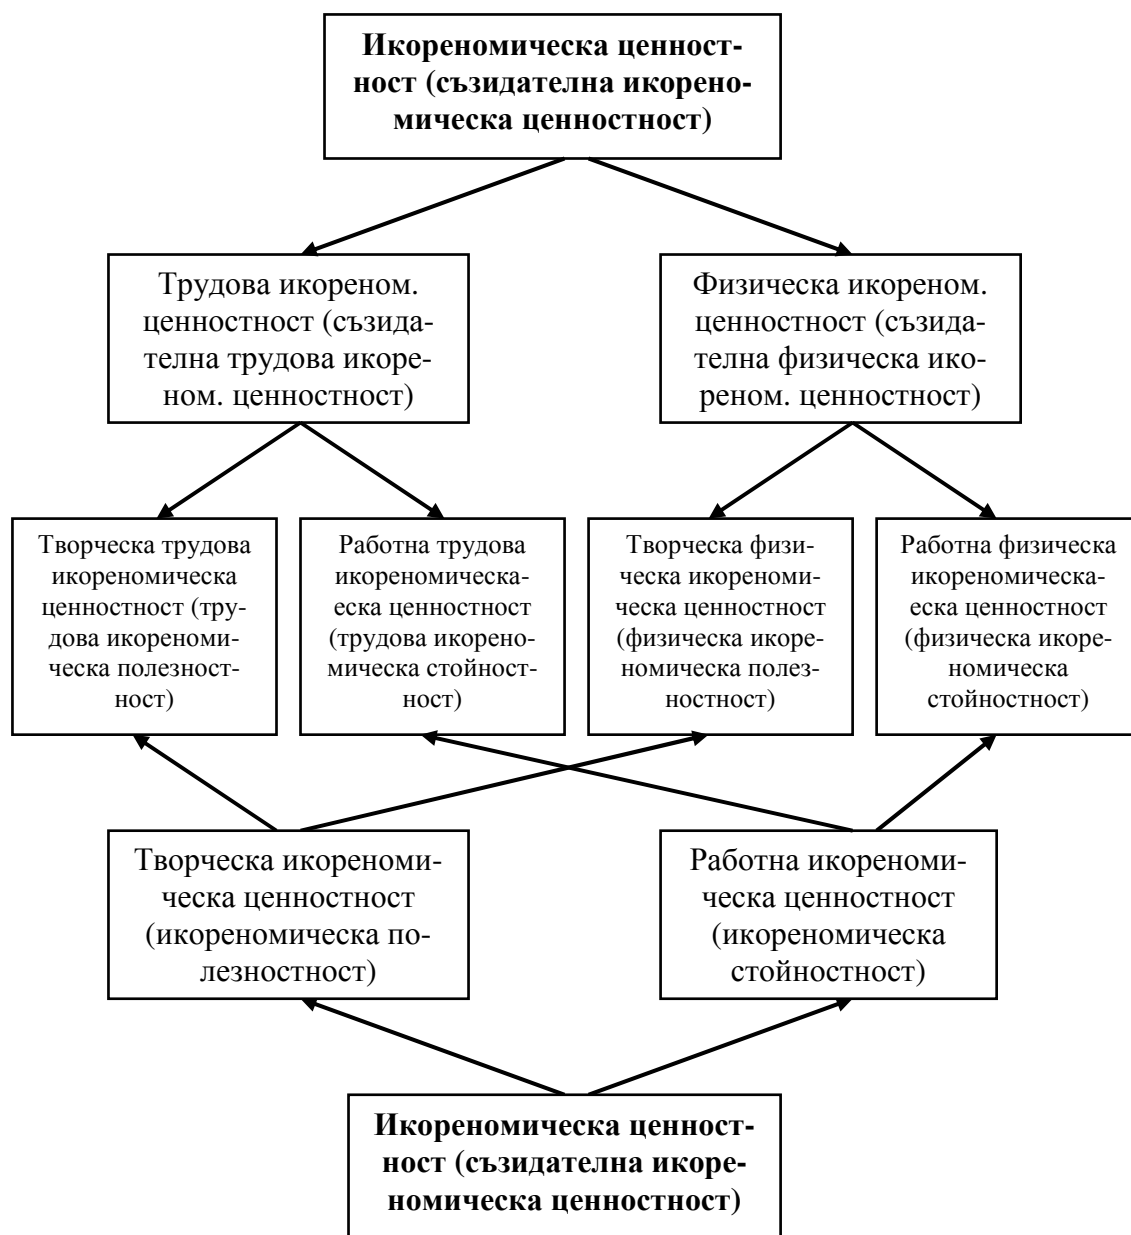 Икореномическа ценност-
ност (съзидателна икорено-
мическа ценностност)
Трудова икореном.
ценностност (съзида-
телна трудова икоре-
ном. ценностност)
Физическа икореном.
ценностност (съзида-
телна физическа ико-
реном. ценностност)
Творческа трудова
икореномическа
ценностност (тру-
дова икореноми-
ческа полезност-
ност)
Работна трудова
икореномическа-
еска ценностност
(трудова икорено-
мическа стойност-
ност)
Творческа физи-
ческа икореноми-
ческа ценностност
(физическа икоре-
номическа полез-
ностност)
Работна физическа
икореномическа-
еска ценностност
(физическа икоре-
номическа
стойностност)
Творческа икореноми-
ческа ценностност
(икореномическа по-
лезностност)
Работна икореноми-
ческа ценностност
(икореномическа
стойностност)
Икореномическа ценност-
ност (съзидателна икоре-
номическа ценностност)